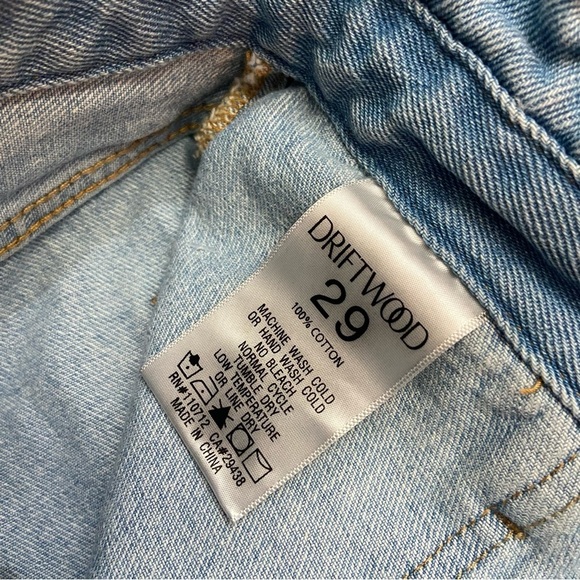 DRIFTWOOD
29
100% COTTON
MACHINE WASH COLD
OR HAND WASH COLD
NO BLEACH
NORMAL CYCLE
TUMBLE DRY
LOW TEMPERATURE
OR LINE DRY
RN#110712 CA#29438
MADE IN CHINA